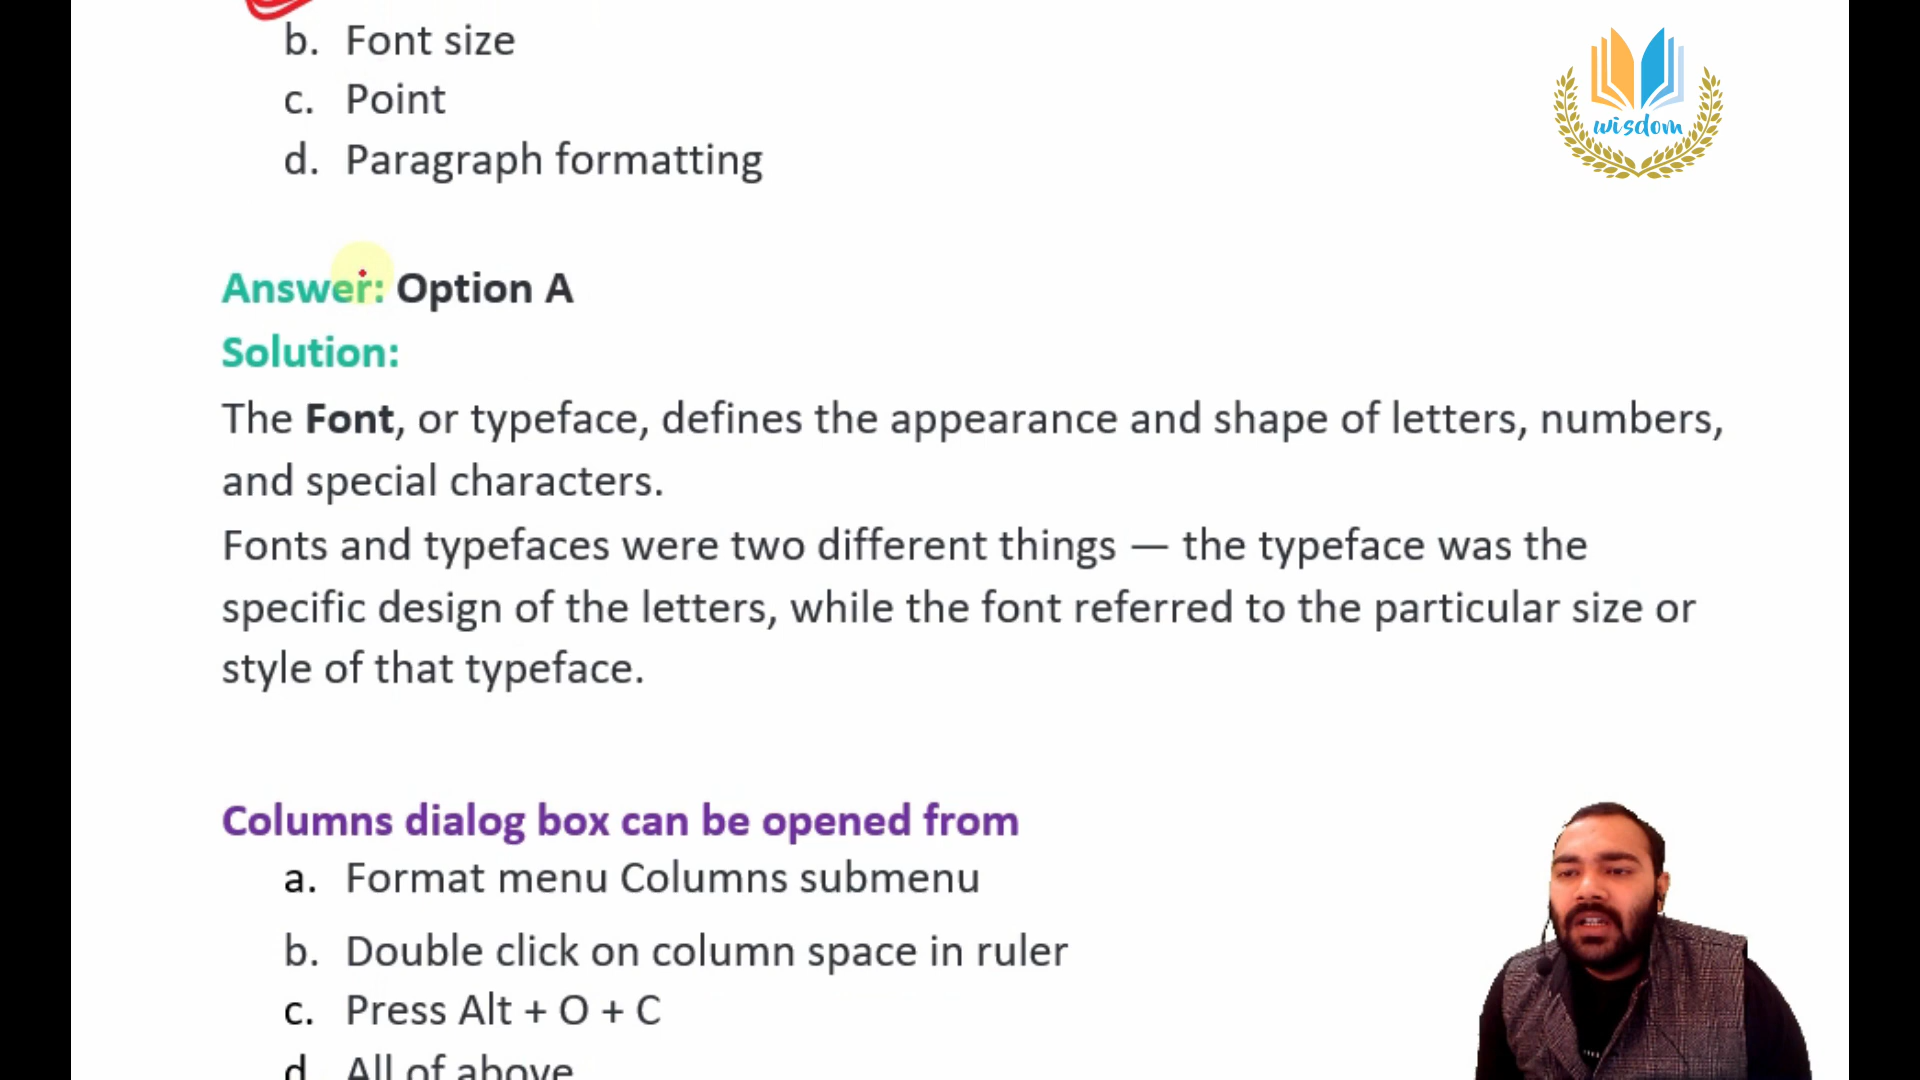 b. Font size
c. Point
d. Paragraph formatting
wisdom
Answer: Option A
Solution:
The Font, or typeface, defines the appearance and shape of letters, numbers,
and special characters.
Fonts and typefaces were two different things — the typeface was the
specific design of the letters, while the font referred to the particular size or
style of that typeface.
Columns dialog box can be opened from
a. Format menu Columns submenu
b. Double click on column space in ruler
c. Press Alt + O + C
d. All of above